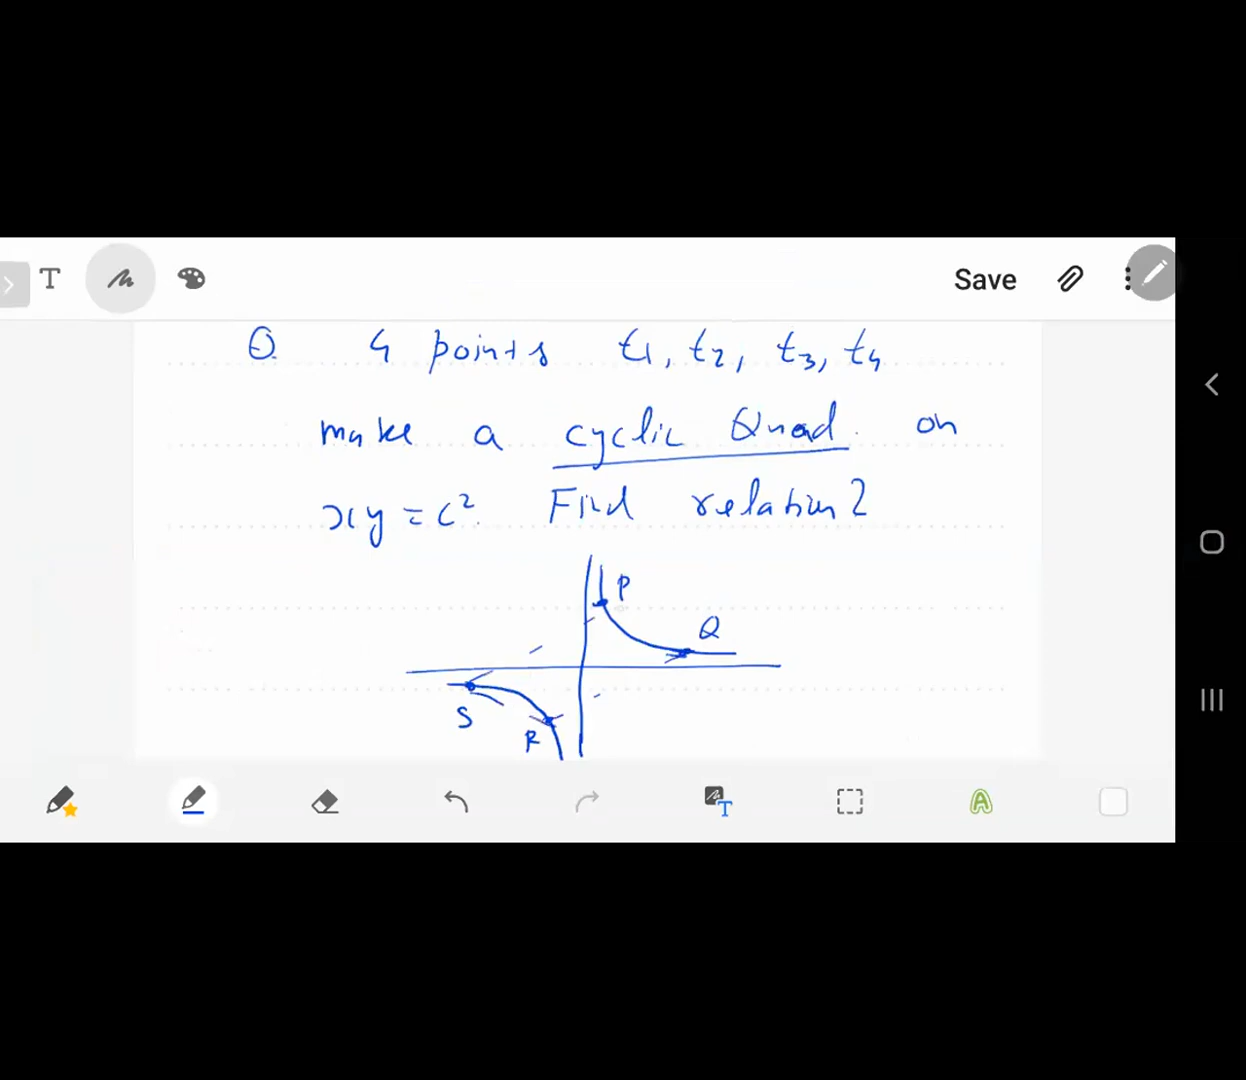 T
Save
Q 4 points t1, t2, t3, t4
make a cyclic Quad. on
xy = c² Find relation?
P
Q
S
R
T
A